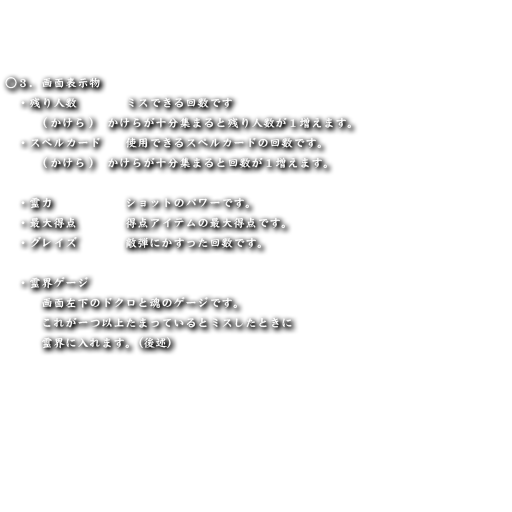 ○３．画面表示物
・残り人数　　　　ミスできる回数です
（かけら）　かけらが十分集まると残り人数が１増えます。
・スペルカード　　使用できるスペルカードの回数です。
（かけら）　かけらが十分集まると回数が１増えます。
・霊力　　　　　　ショットのパワーです。
・最大得点　　　　得点アイテムの最大得点です。
・グレイズ　　　　敵弾にかすった回数です。
・霊界ゲージ
画面左下のドクロと魂のゲージです。
これが一つ以上たまっているとミスしたときに
霊界に入れます。（後述）